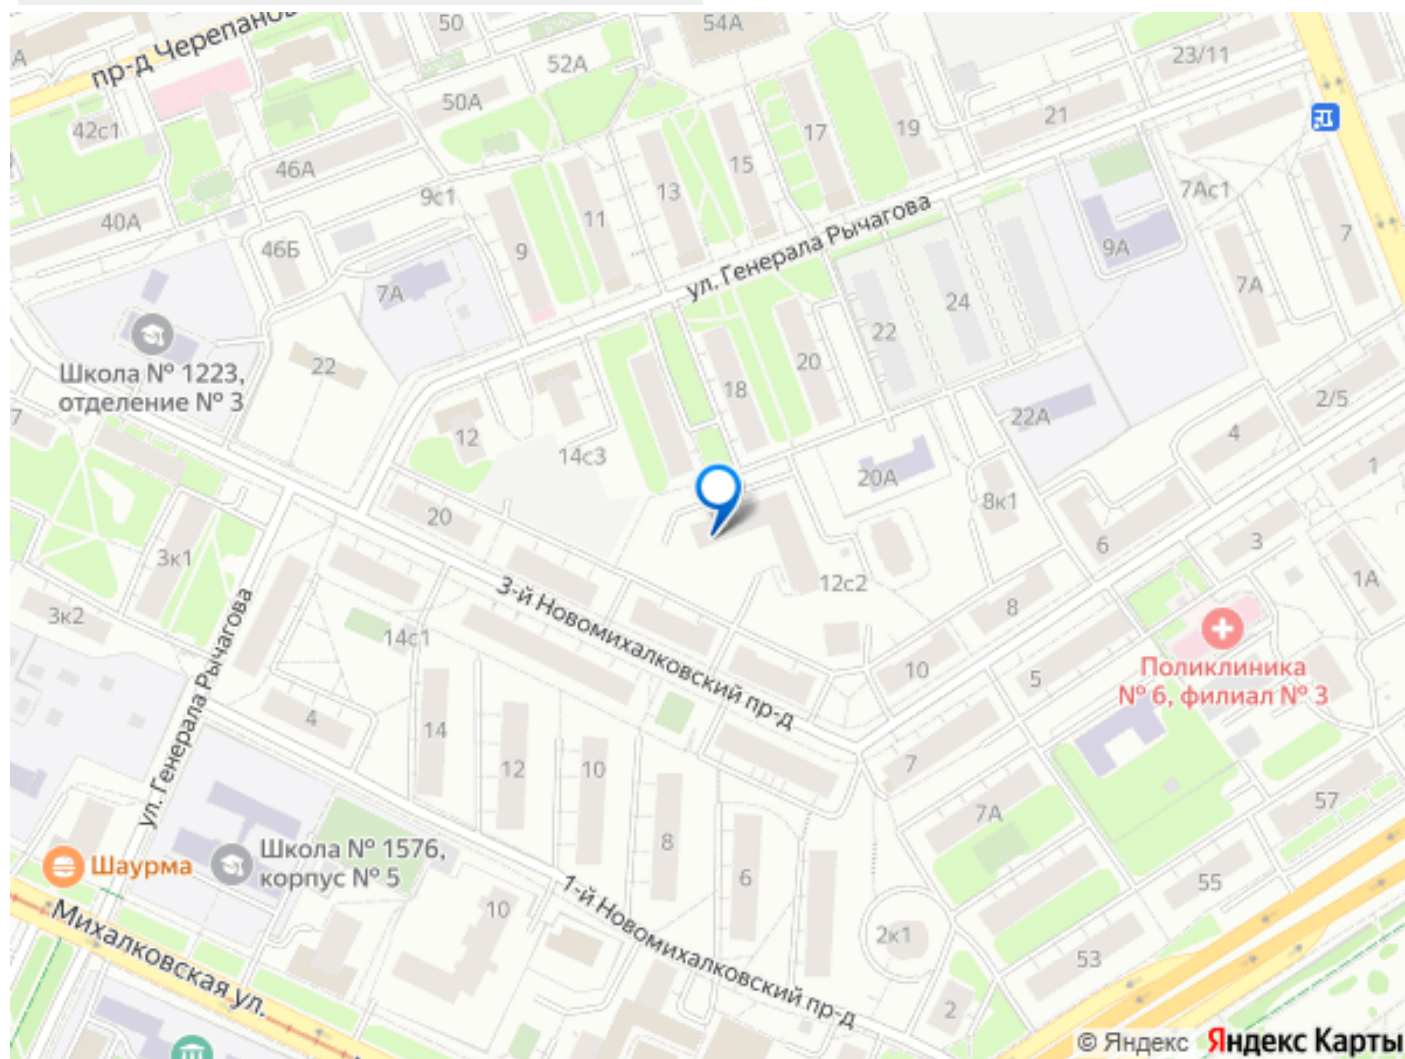 50
54А
пр-д Черепанов
52А
23/11
50А
21
42с1
17
19
46А
15
13
7Ас1
9с1
40А
11
7
46Б
9
ул. Генерала Рычагова
9А
7А
7А
24
22
Школа № 1223,
отделение № 3
22
20
18
2/5
7
12
22А
4
14с3
20А
1
8к1
20
6
3
3к1
1А
12с2
3-й Новомихалковский пр-д
8
3к2
14с1
Поликлиника
№ 6, филиал № 3
10
5
ул. Генерала Рычагова
4
14
12
10
7
57
7А
8
Школа № 1576,
корпус № 5
Шаурма
6
55
1-й Новомихалковский пр-д
10
2к1
53
Михалковская ул.
2
© Яндекс Яндекс Карты